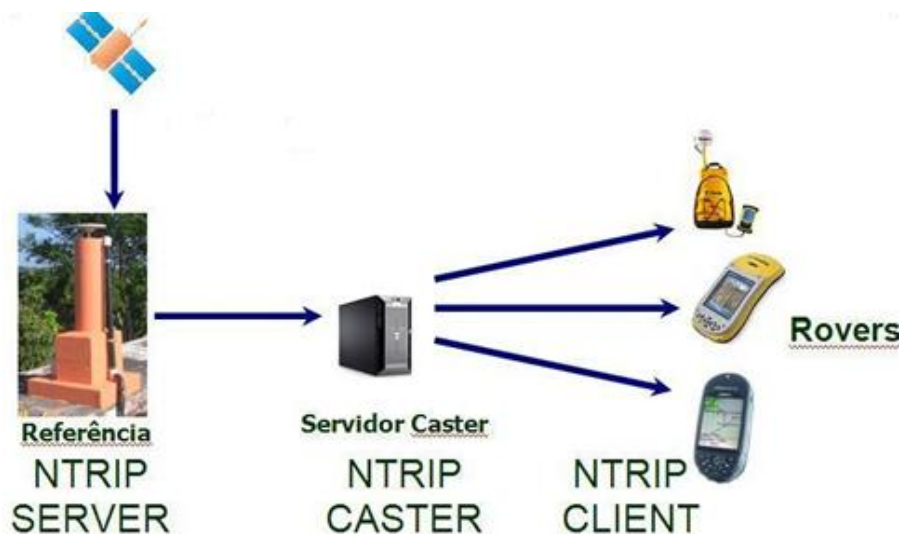 Rovers
Referência
Servidor Caster
NTRIP
SERVER
NTRIP
CASTER
NTRIP
CLIENT